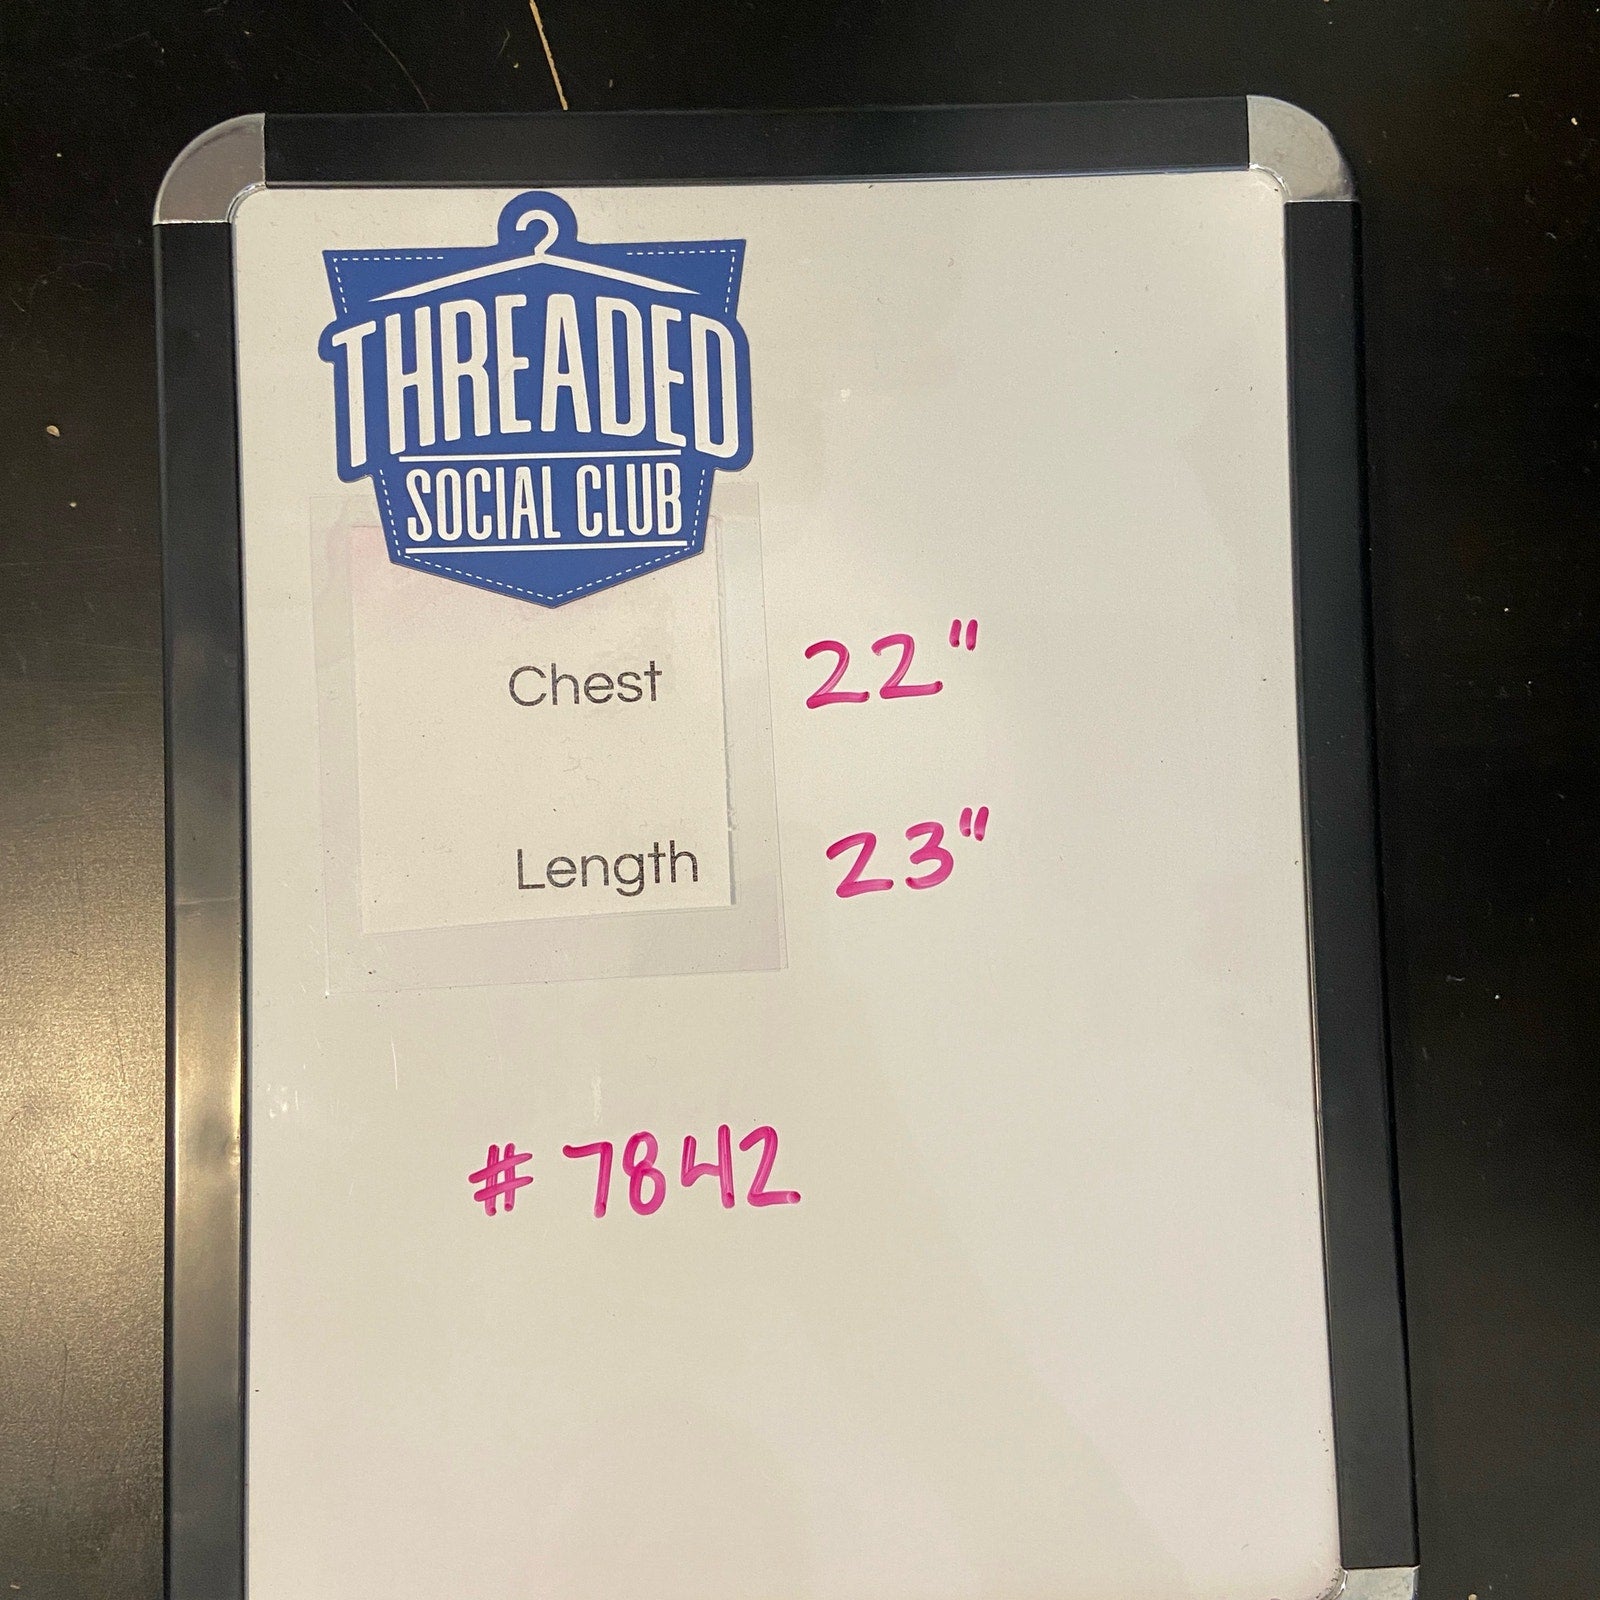 THREADED
SOCIAL CLUB
Chest 22"
Length 23"
# 7842